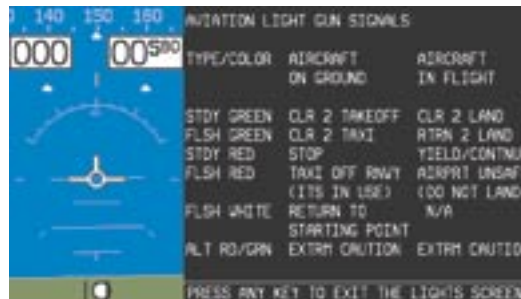 140 150 160
000 00580
AVIATION LIGHT GUN SIGNALS
TYPE/COLOR AIRCRAFT AIRCRAFT
ON GROUND IN FLIGHT
STDY GREEN CLR 2 TAKEOFF CLR 2 LAND
FLSH GREEN CLR 2 TAXI RTRN 2 LAND
STDY RED STOP YIELD/CONTNU
FLSH RED TAXI OFF RNWY AIRPRT UNSAF
(ITS IN USE) (DO NOT LAND
FLSH WHITE RETURN TO N/A
STARTING POINT
ALT RD/GRN EXTRM CAUTION EXTRM CAUTIO
PRESS ANY KEY TO EXIT THE LIGHTS SCREEN